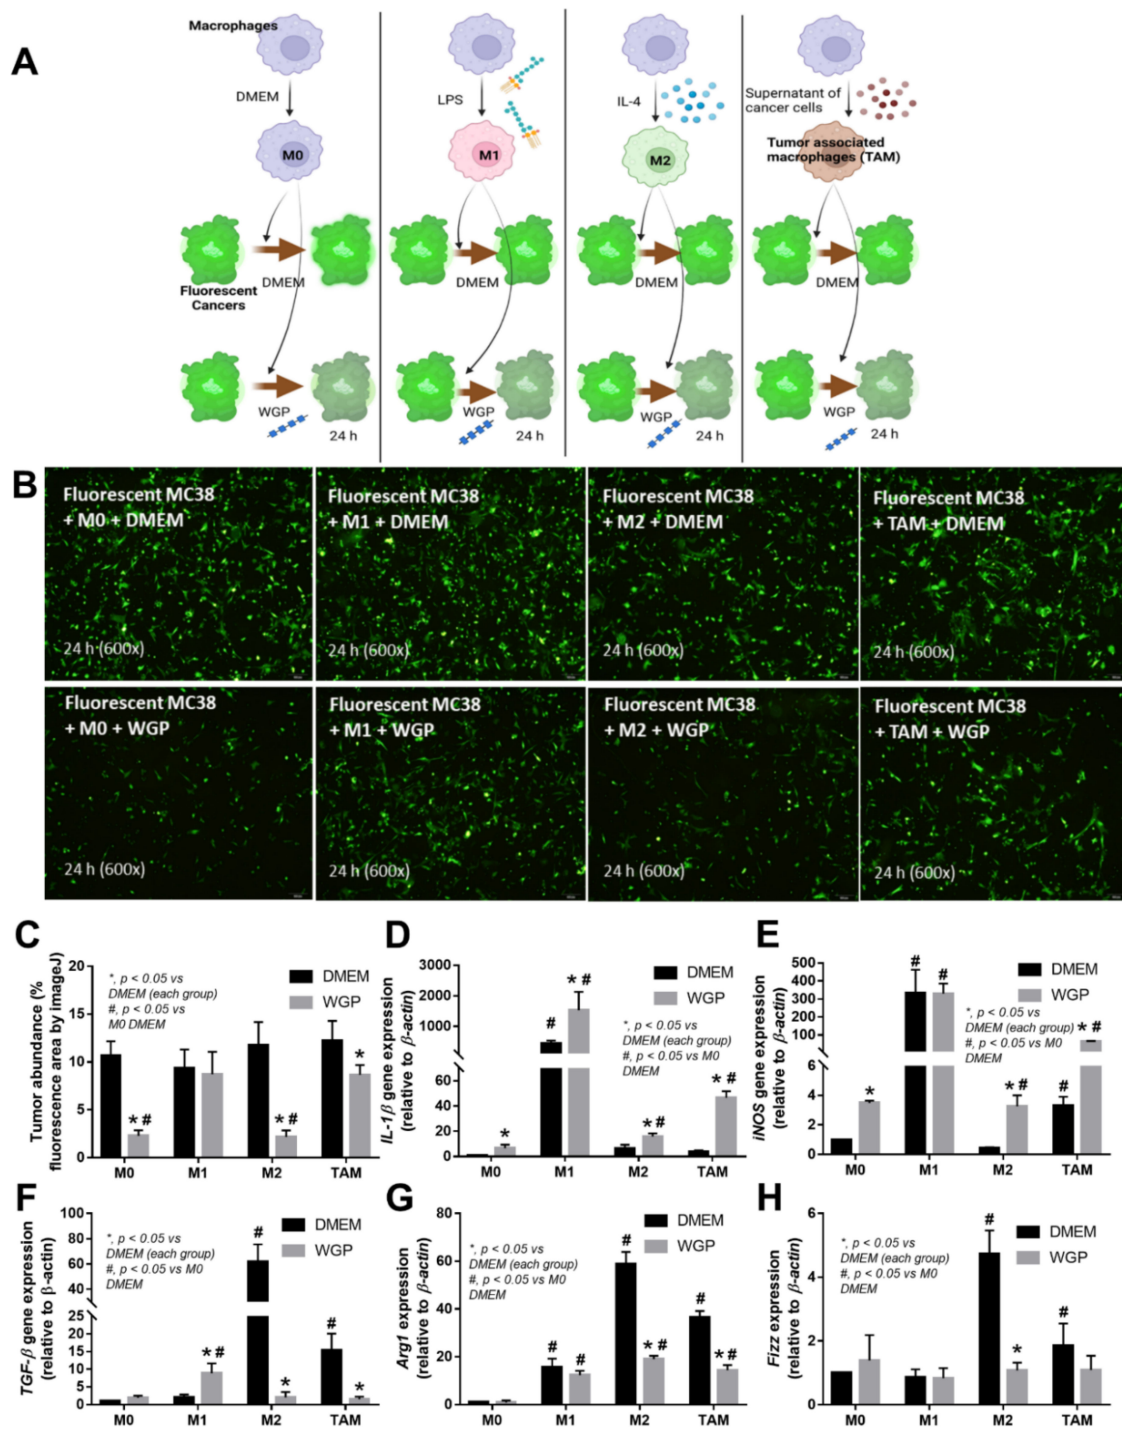 A
Macrophages
DMEM
M0
DMEM
Fluorescent
Cancers
WGP
24 h
LPS
M1
DMEM
WGP
24 h
IL-4
M2
DMEM
WGP
24 h
Supernatant of
cancer cells
Tumor associated
macrophages (TAM)
DMEM
WGP
24 h
B
Fluorescent MC38
+ M0 + DMEM
24 h (600x)
Fluorescent MC38
+ M1 + DMEM
24 h (600x)
Fluorescent MC38
+ M2 + DMEM
24 h (600x)
Fluorescent MC38
+ TAM + DMEM
24 h (600x)
Fluorescent MC38
+ M0 + WGP
24 h (600x)
Fluorescent MC38
+ M1 + WGP
24 h (600x)
Fluorescent MC38
+ M2 + WGP
24 h (600x)
Fluorescent MC38
+ TAM + WGP
24 h (600x)
C
Tumor abundance (%
fluorescence area by imageJ)
20
15
10
5
0
*, p < 0.05 vs
DMEM (each group)
#, p < 0.05 vs
M0 DMEM
DMEM
WGP
* #
* #
*
M0 M1 M2 TAM
D
IL-1β gene expression
(relative to β-actin)
3000
2000
1000
60
40
20
0
DMEM
WGP
*, p < 0.05 vs
DMEM (each group)
#, p < 0.05 vs M0
DMEM
*
#
* #
* #
* #
M0 M1 M2 TAM
E
iNOS gene expression
(relative to β-actin)
500
400
300
200
100
6
4
2
0
DMEM
WGP
*, p < 0.05 vs
DMEM (each group)
#, p < 0.05 vs M0
DMEM
*
#
#
* #
#
* #
M0 M1 M2 TAM
F
TGF-β gene expression
(relative to β-actin)
100
80
60
40
25
20
15
10
5
0
*, p < 0.05 vs
DMEM (each group)
#, p < 0.05 vs M0
DMEM
DMEM
WGP
* #
#
*
#
*
M0 M1 M2 TAM
G
Arg1 expression
(relative to β-actin)
80
60
40
20
0
*, p < 0.05 vs
DMEM (each group)
#, p < 0.05 vs M0
DMEM
DMEM
WGP
#
#
#
* #
#
* #
M0 M1 M2 TAM
H
Fizz expression
(relative to β-actin)
6
4
2
0
*, p < 0.05 vs
DMEM (each group)
#, p < 0.05 vs M0
DMEM
DMEM
WGP
#
*
#
M0 M1 M2 TAM